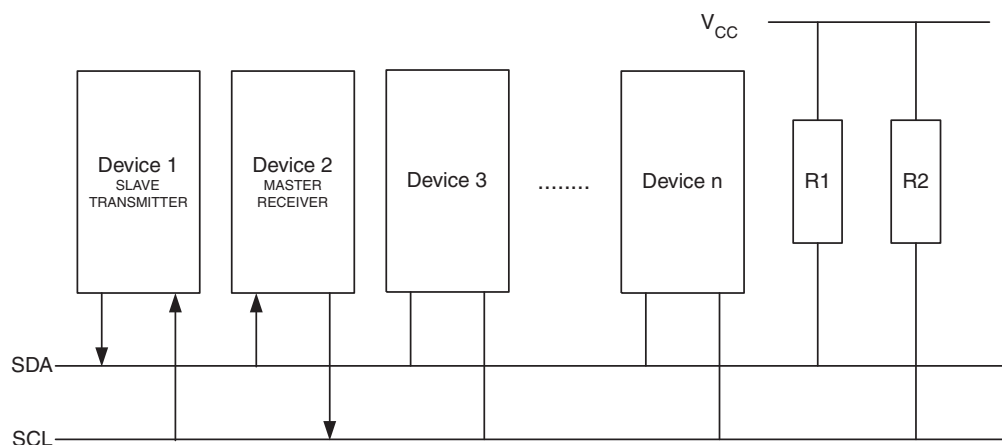 V_CC
Device 1
SLAVE
TRANSMITTER
Device 2
MASTER
RECEIVER
Device 3
........
Device n
R1
R2
SDA
SCL